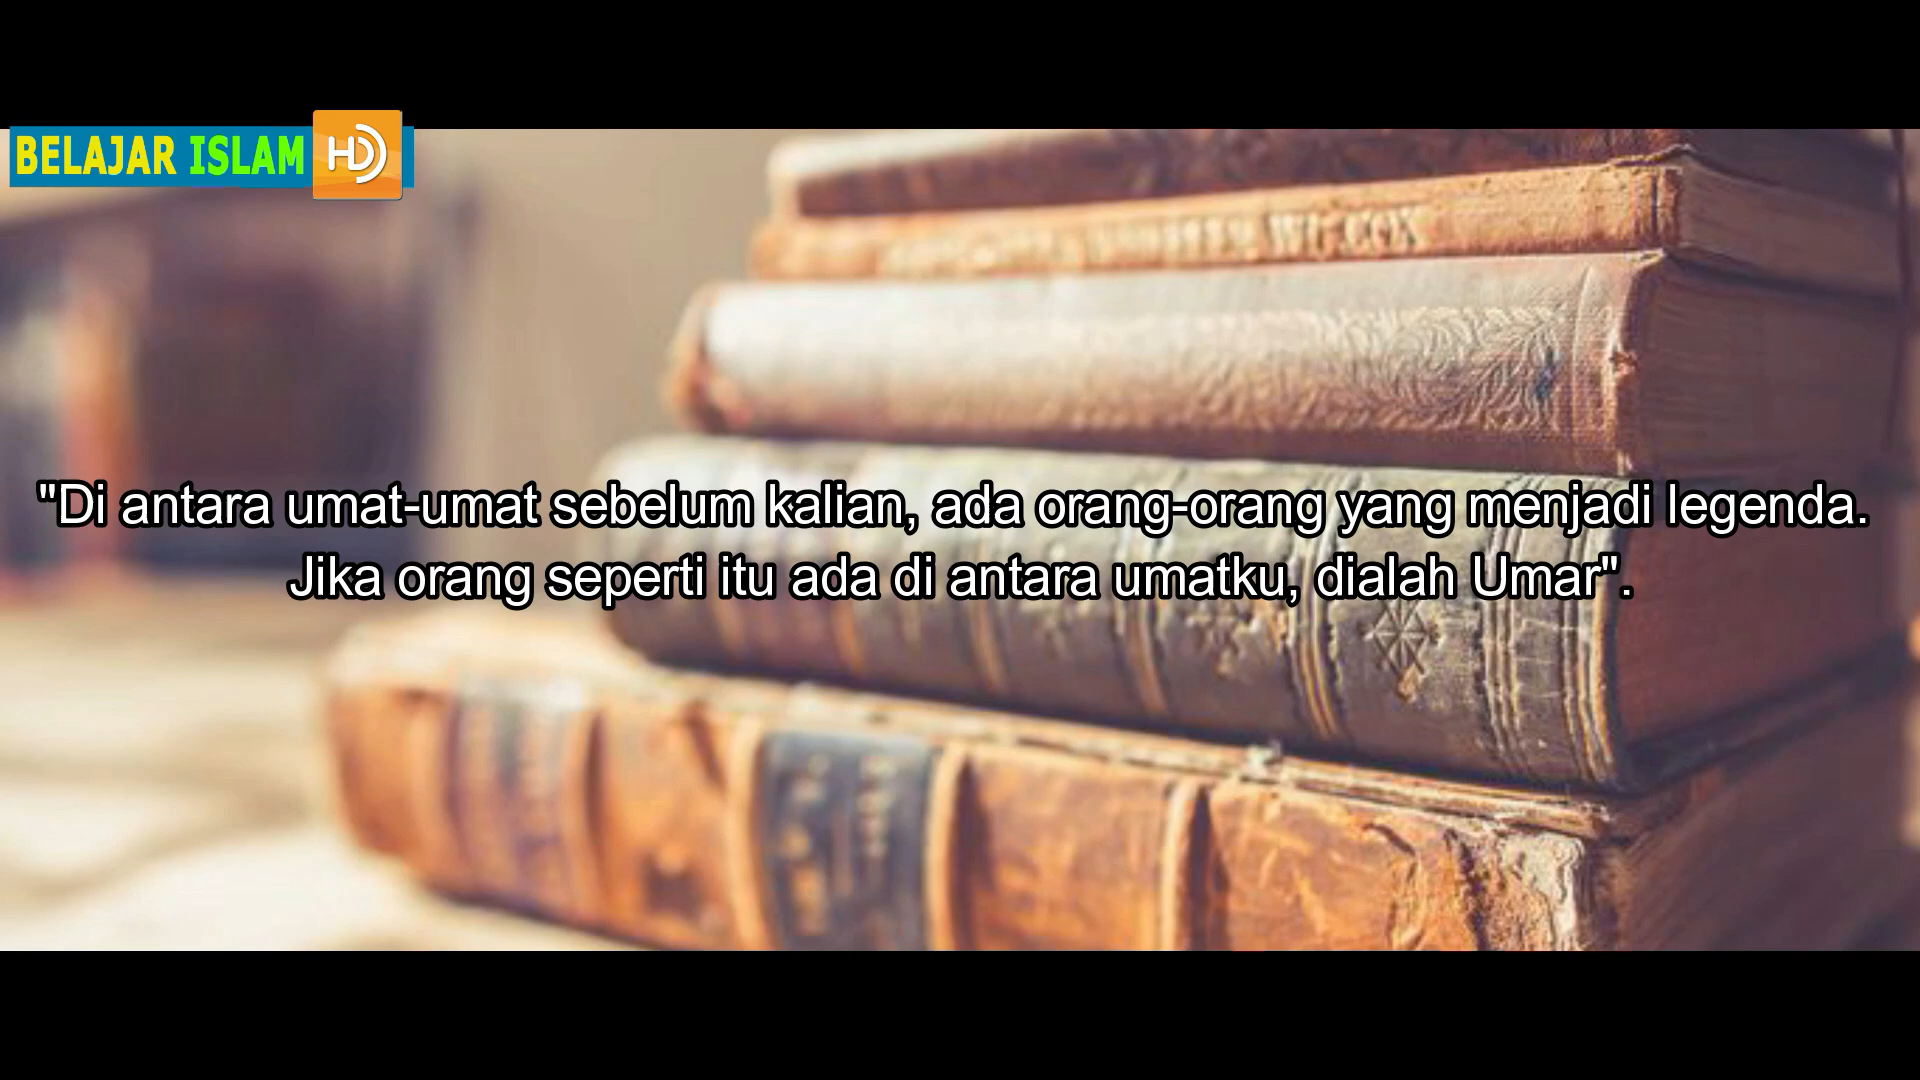 BELAJAR ISLAM HD
"Di antara umat-umat sebelum kalian, ada orang-orang yang menjadi legenda.
Jika orang seperti itu ada di antara umatku, dialah Umar".